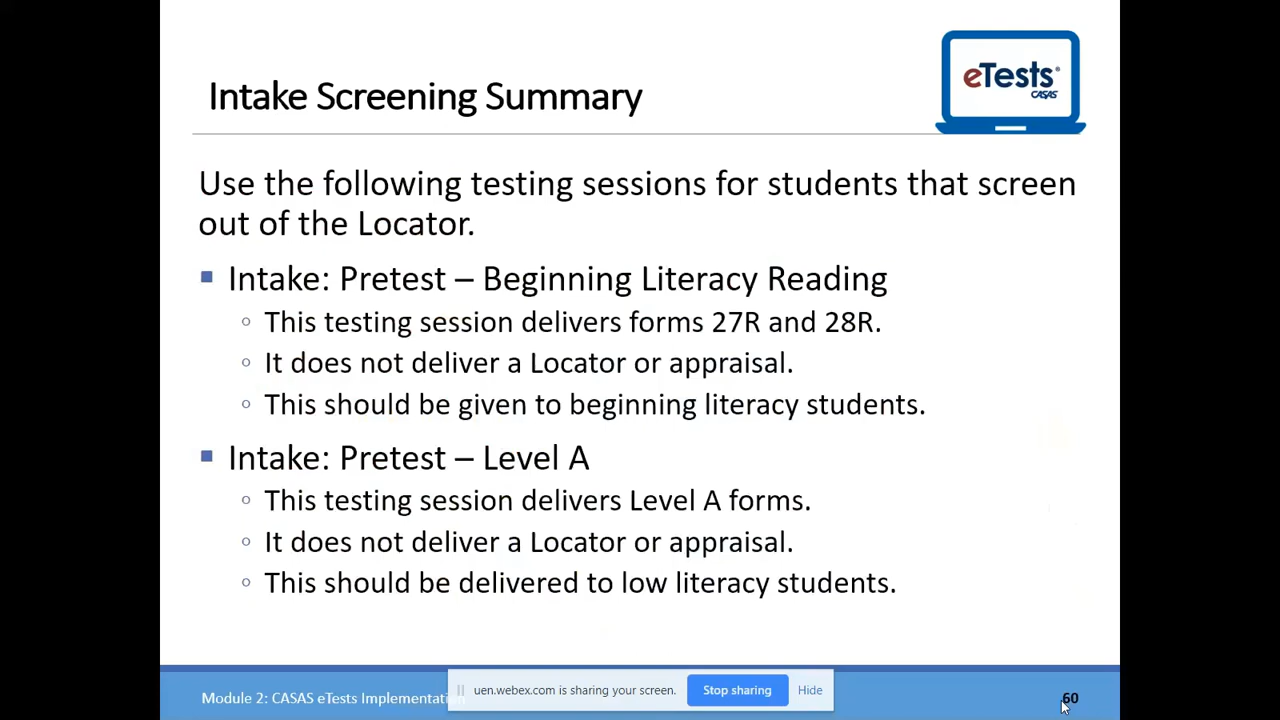 eTests
CASAS
Intake Screening Summary
Use the following testing sessions for students that screen
out of the Locator.
Intake: Pretest – Beginning Literacy Reading
This testing session delivers forms 27R and 28R.
It does not deliver a Locator or appraisal.
This should be given to beginning literacy students.
Intake: Pretest – Level A
This testing session delivers Level A forms.
It does not deliver a Locator or appraisal.
This should be delivered to low literacy students.
Module 2: CASAS eTests
uen.webex.com is sharing your screen.
Stop sharing
Hide
60